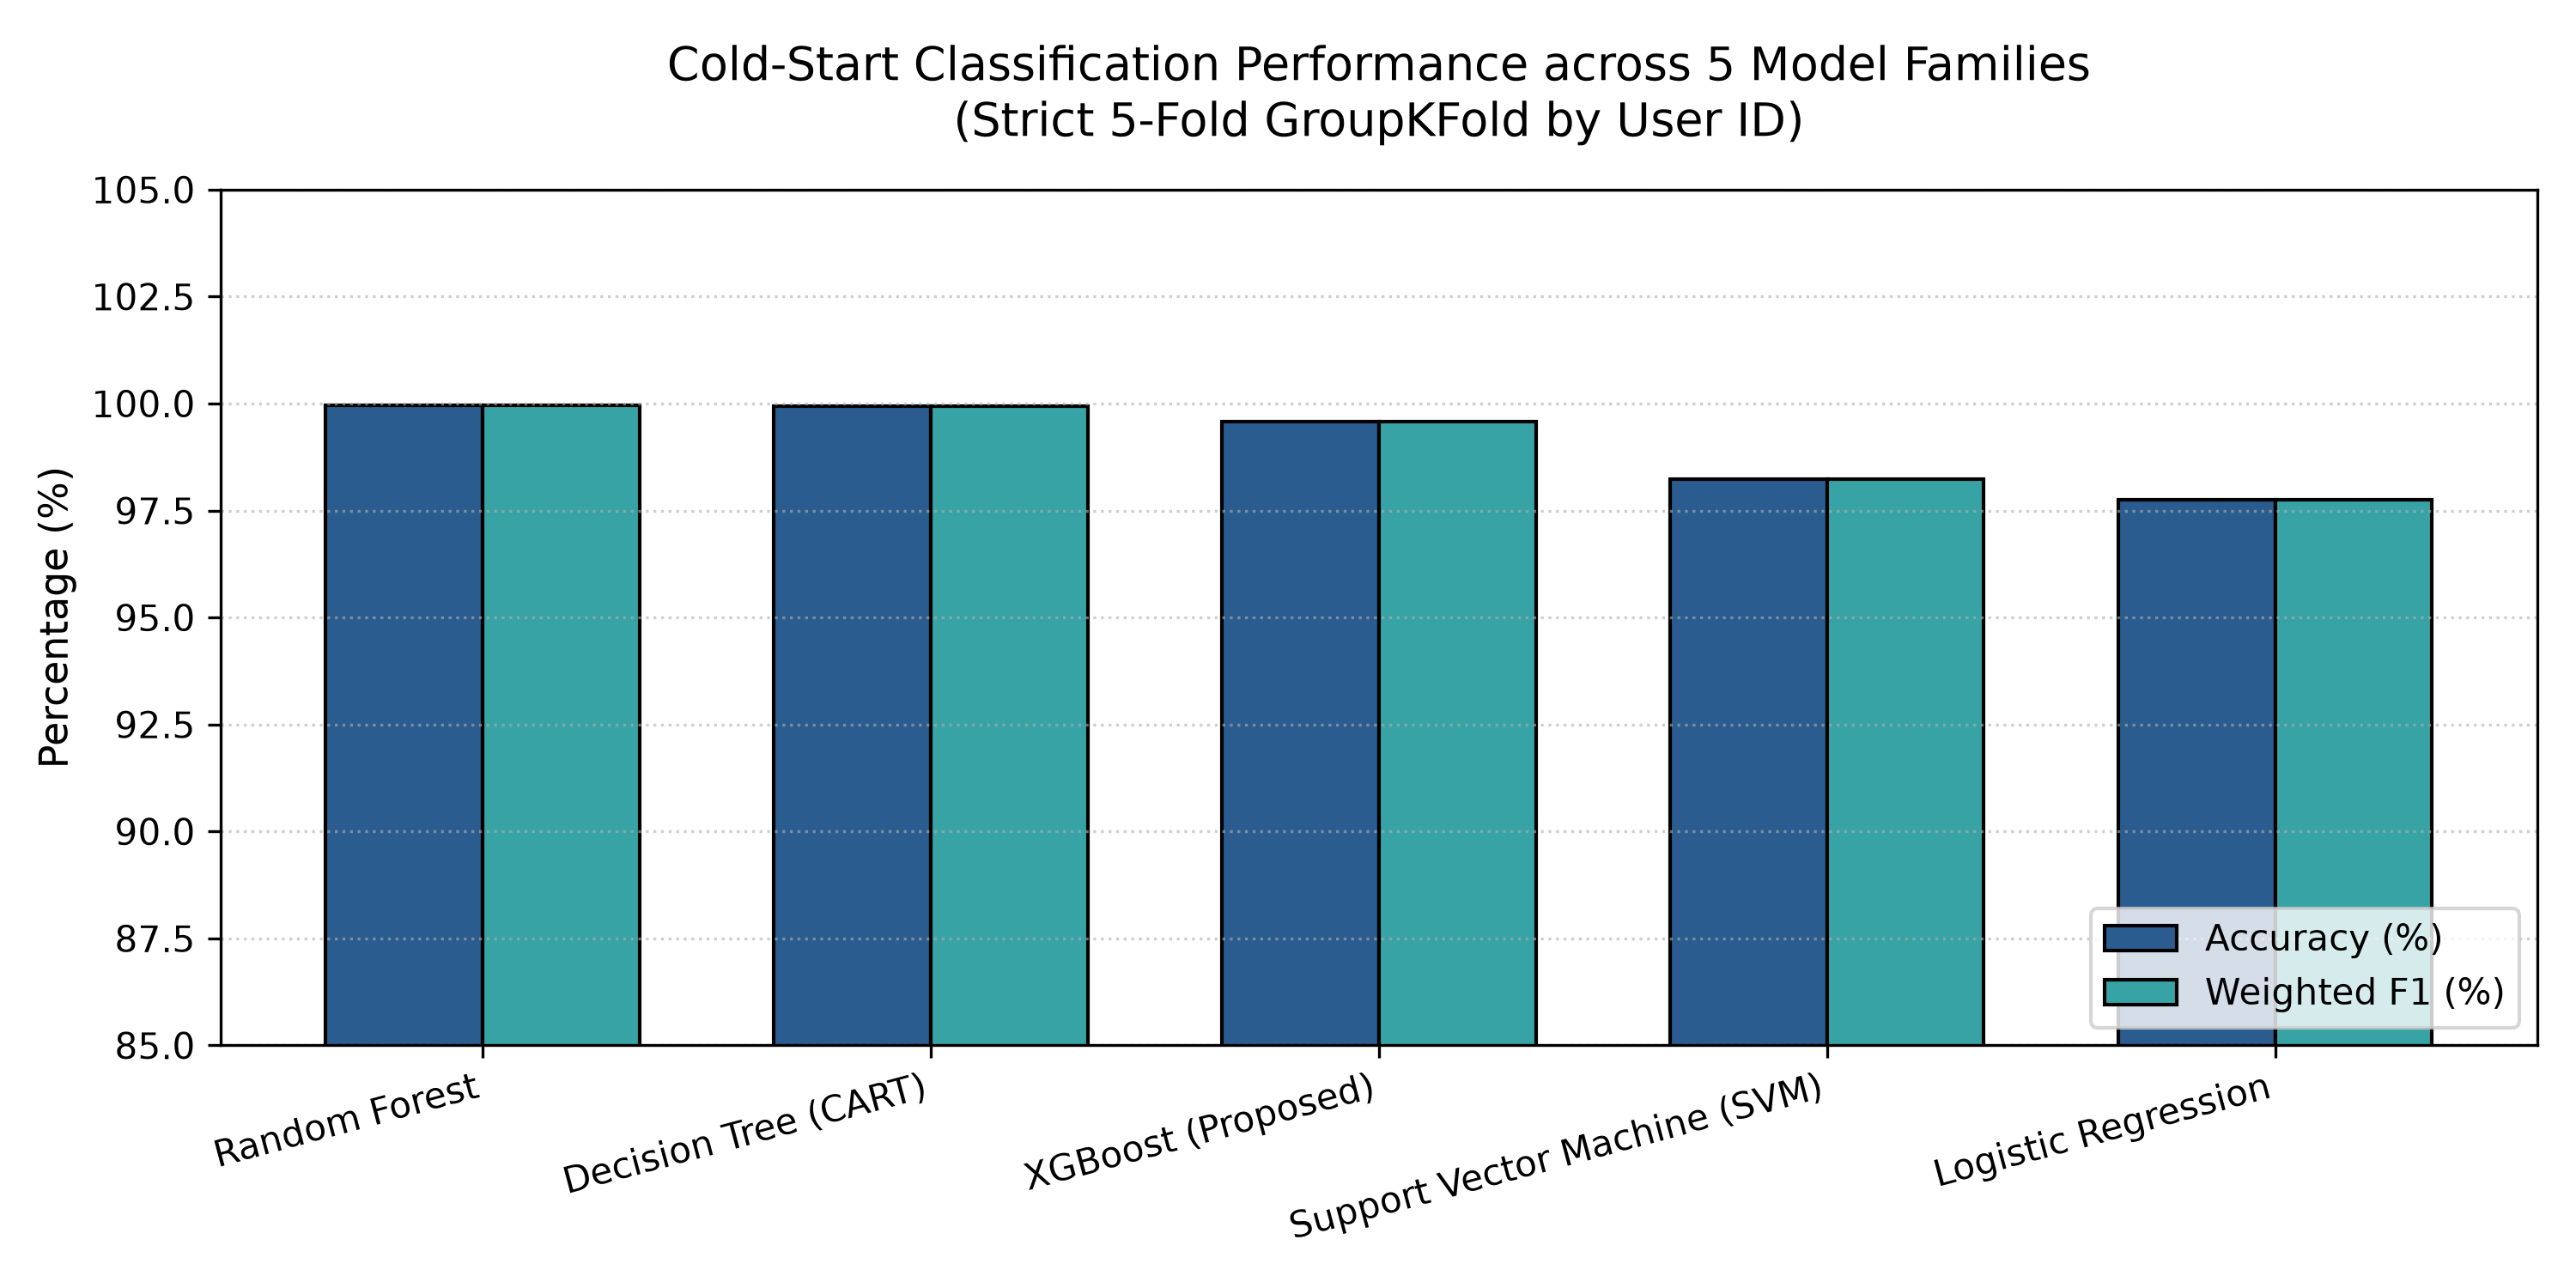 Cold-Start Classification Performance across 5 Model Families
(Strict 5-Fold GroupKFold by User ID)
Percentage (%)
105.0
102.5
100.0
97.5
95.0
92.5
90.0
87.5
85.0
Accuracy (%)
Weighted F1 (%)
Random Forest
Decision Tree (CART)
XGBoost (Proposed)
Support Vector Machine (SVM)
Logistic Regression